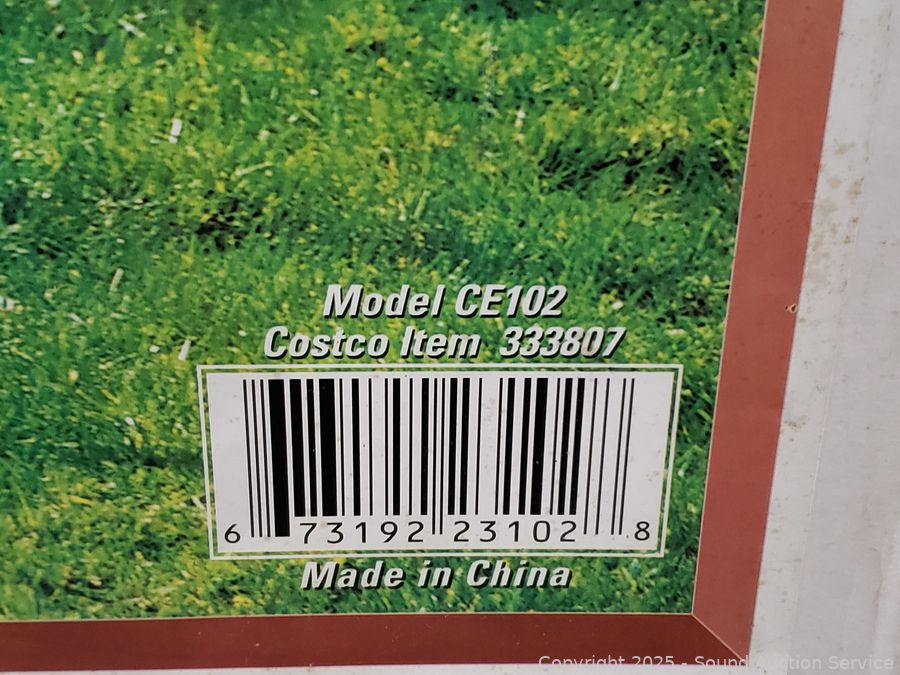 Model CE102
Costco Item 333807
6 73192 23102 8
Made in China
Copyright 2025 - Sound Auction Service